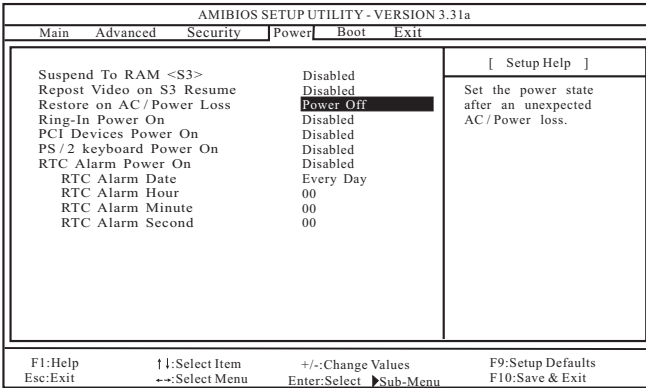 AMIBIOS SETUP UTILITY - VERSION 3.31a
Main Advanced Security Power Boot Exit
Suspend To RAM <S3> Disabled
Repost Video on S3 Resume Disabled
Restore on AC/Power Loss Power Off
Ring-In Power On Disabled
PCI Devices Power On Disabled
PS/2 keyboard Power On Disabled
RTC Alarm Power On Disabled
RTC Alarm Date Every Day
RTC Alarm Hour 00
RTC Alarm Minute 00
RTC Alarm Second 00
[ Setup Help ]
Set the power state
after an unexpected
AC/Power loss.
F1:Help ↑↓:Select Item +/-:Change Values F9:Setup Defaults
Esc:Exit ←→:Select Menu Enter:Select ▶Sub-Menu F10:Save & Exit